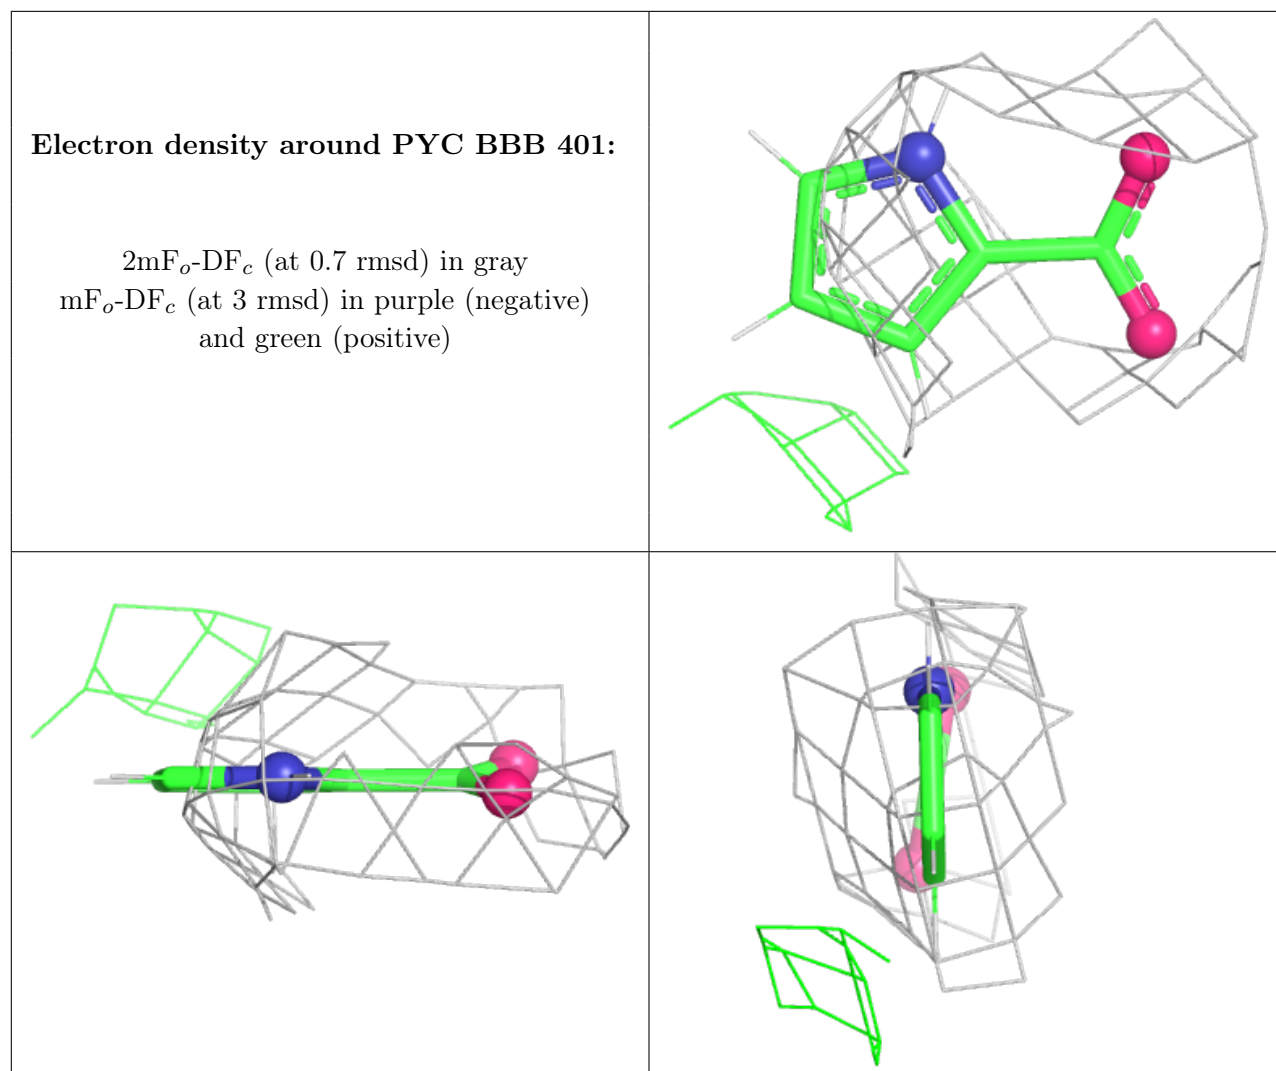 Electron density around PYC BBB 401:
2mFₒ-DF𝒸 (at 0.7 rmsd) in gray
mFₒ-DF𝒸 (at 3 rmsd) in purple (negative)
and green (positive)